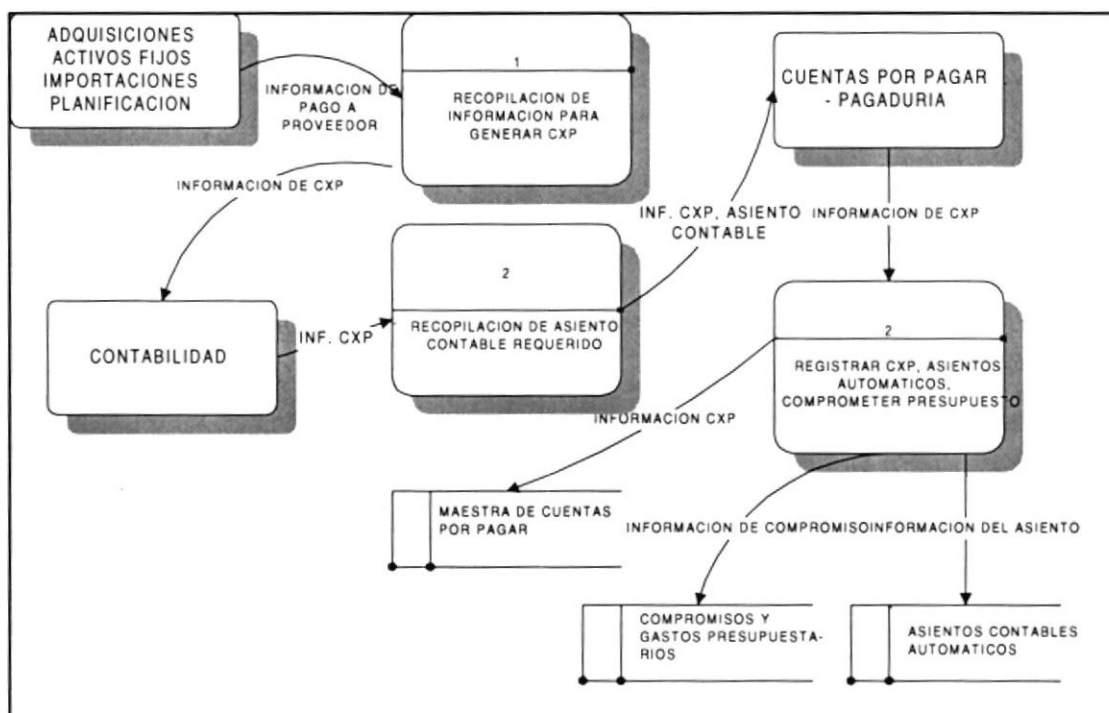 ADQUISICIONES
ACTIVOS FIJOS
IMPORTACIONES
PLANIFICACION
INFORMACION DE
PAGO A
PROVEEDOR
1
RECOPILACION DE
INFORMACION PARA
GENERAR CXP
CUENTAS POR PAGAR
- PAGADURIA
INFORMACION DE CXP
INF. CXP, ASIENTO
CONTABLE
INFORMACION DE CXP
CONTABILIDAD
INF. CXP
2
RECOPILACION DE ASIENTO
CONTABLE REQUERIDO
2
REGISTRAR CXP, ASIENTOS
AUTOMATICOS,
COMPROMETER PRESUPUESTO
INFORMACION CXP
MAESTRA DE CUENTAS
POR PAGAR
INFORMACION DE COMPROMISO
INFORMACION DEL ASIENTO
COMPROMISOS Y
GASTOS PRESUPUESTA-
RIOS
ASIENTOS CONTABLES
AUTOMATICOS